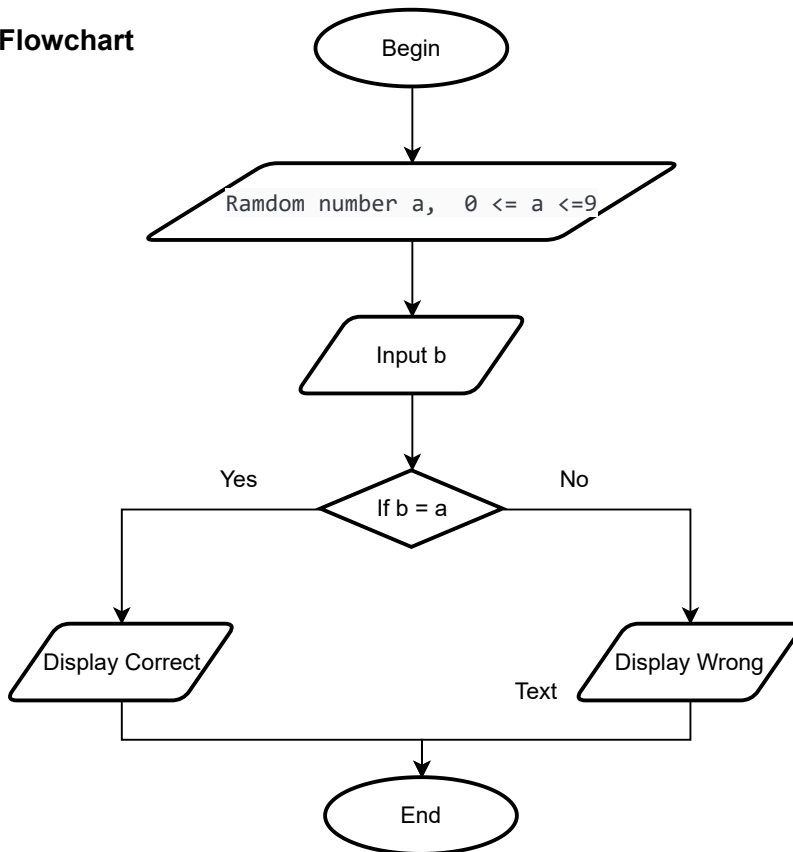 Flowchart
Begin
Ramdom number a,  0 <= a <=9
Input b
Yes
No
If b = a
Display Correct
Display Wrong
Text
End